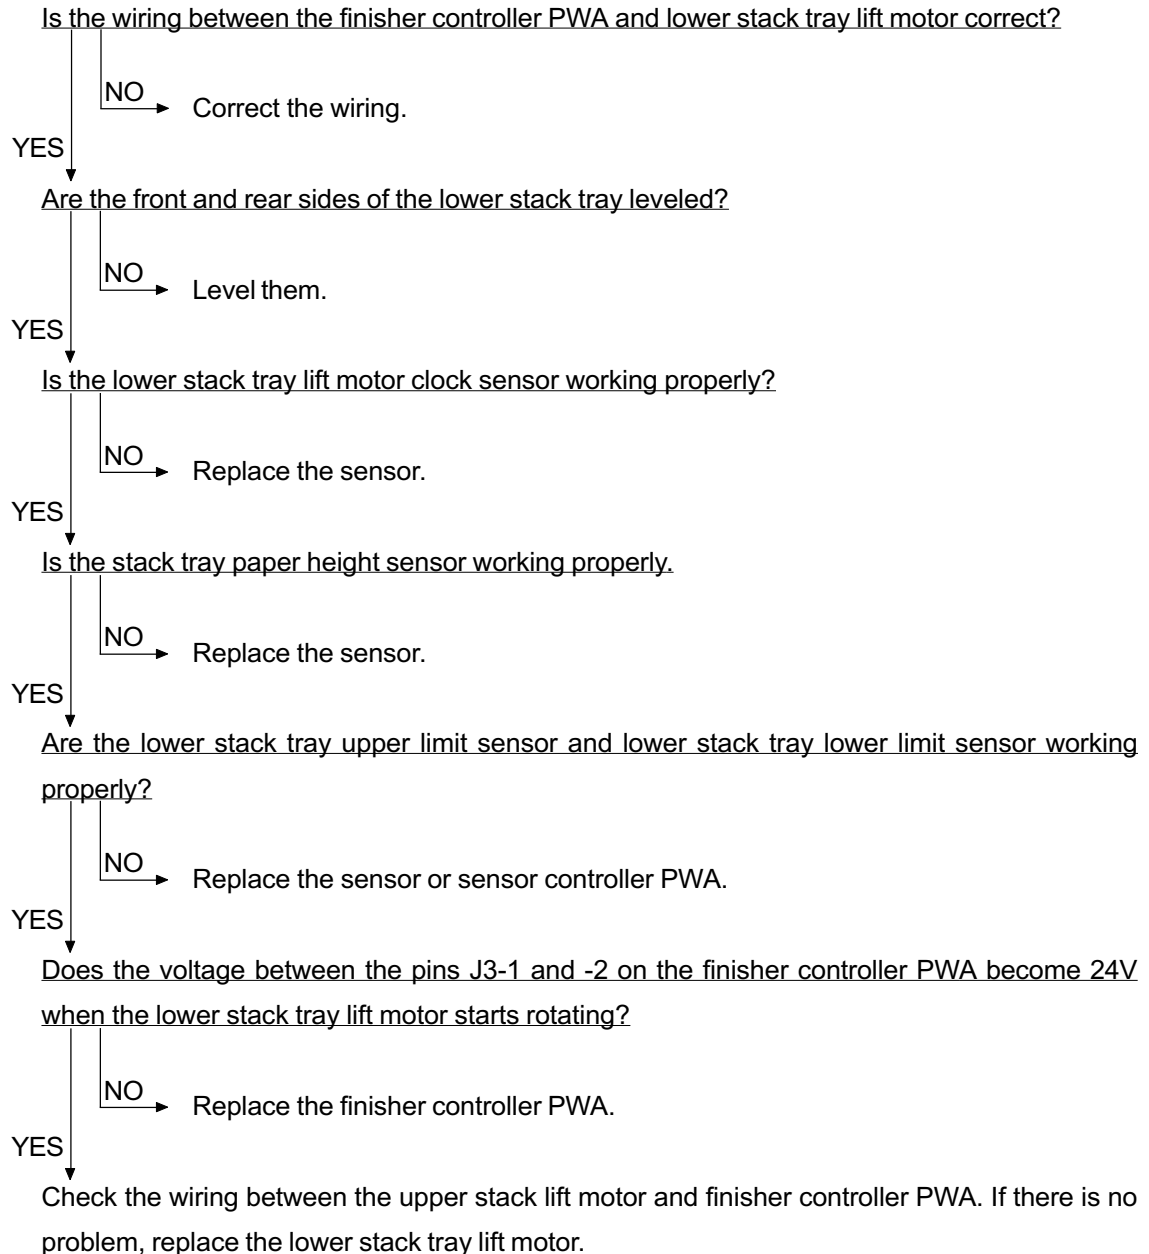 Is the wiring between the finisher controller PWA and lower stack tray lift motor correct?
NO
Correct the wiring.
YES
Are the front and rear sides of the lower stack tray leveled?
NO
Level them.
YES
Is the lower stack tray lift motor clock sensor working properly?
NO
Replace the sensor.
YES
Is the stack tray paper height sensor working properly.
NO
Replace the sensor.
YES
Are the lower stack tray upper limit sensor and lower stack tray lower limit sensor working
properly?
NO
Replace the sensor or sensor controller PWA.
YES
Does the voltage between the pins J3-1 and -2 on the finisher controller PWA become 24V
when the lower stack tray lift motor starts rotating?
NO
Replace the finisher controller PWA.
YES
Check the wiring between the upper stack lift motor and finisher controller PWA. If there is no
problem, replace the lower stack tray lift motor.